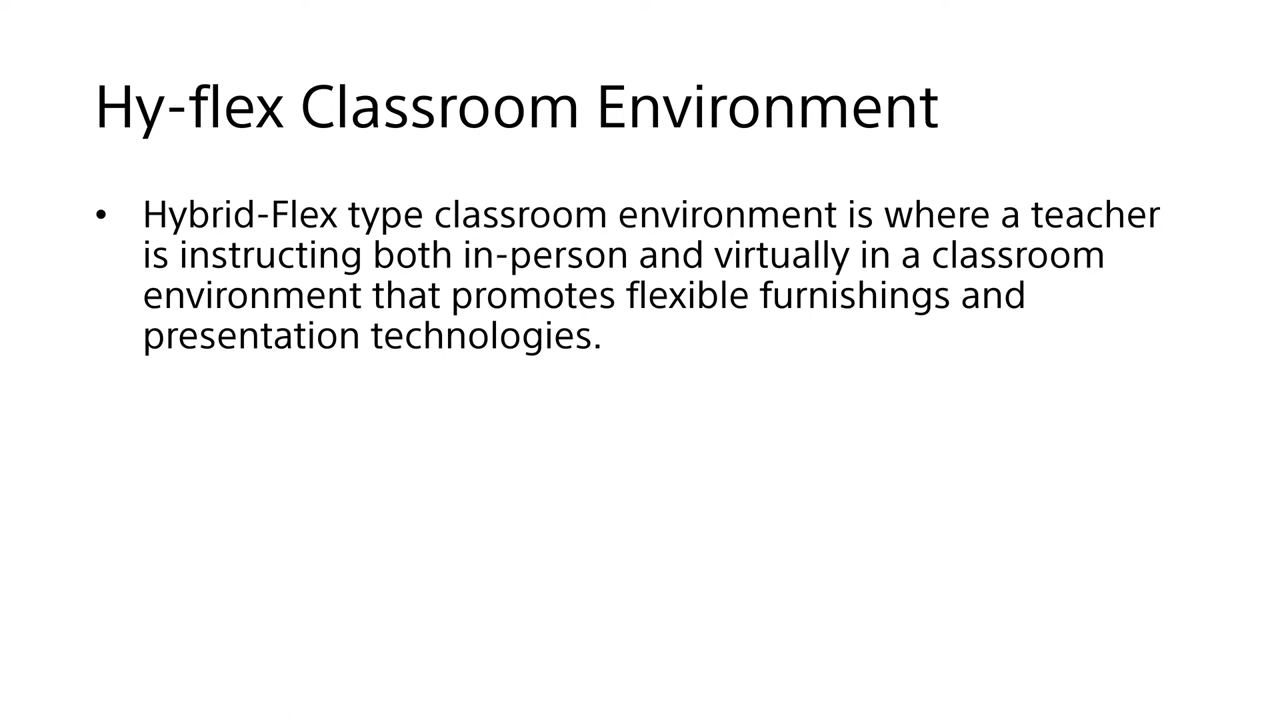 Hy-flex Classroom Environment
• Hybrid-Flex type classroom environment is where a teacher
is instructing both in-person and virtually in a classroom
environment that promotes flexible furnishings and
presentation technologies.